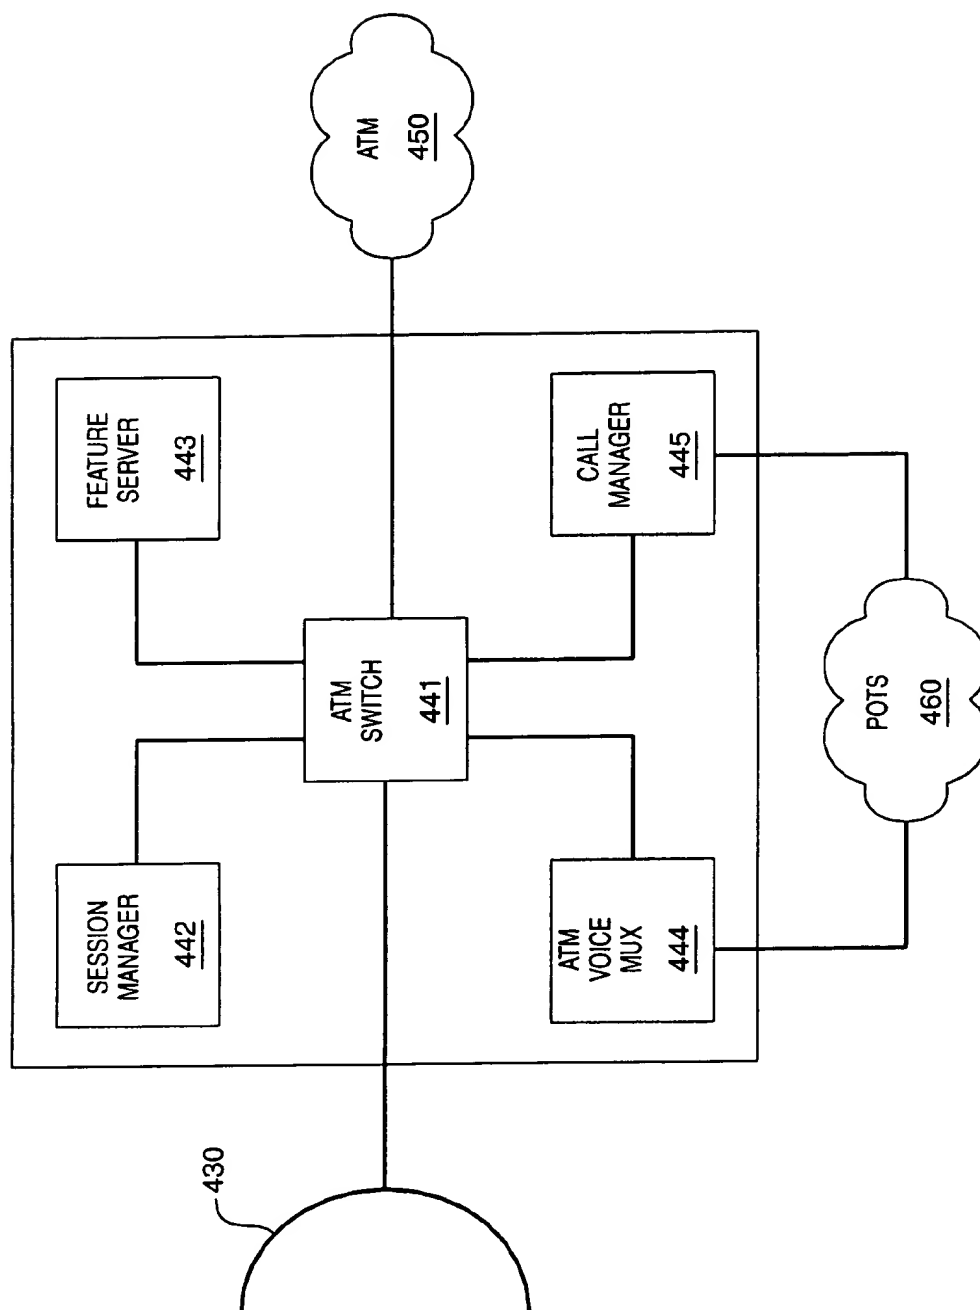 430
SESSION
MANAGER
442
FEATURE
SERVER
443
ATM
SWITCH
441
ATM
450
ATM
VOICE
MUX
444
CALL
MANAGER
445
POTS
460